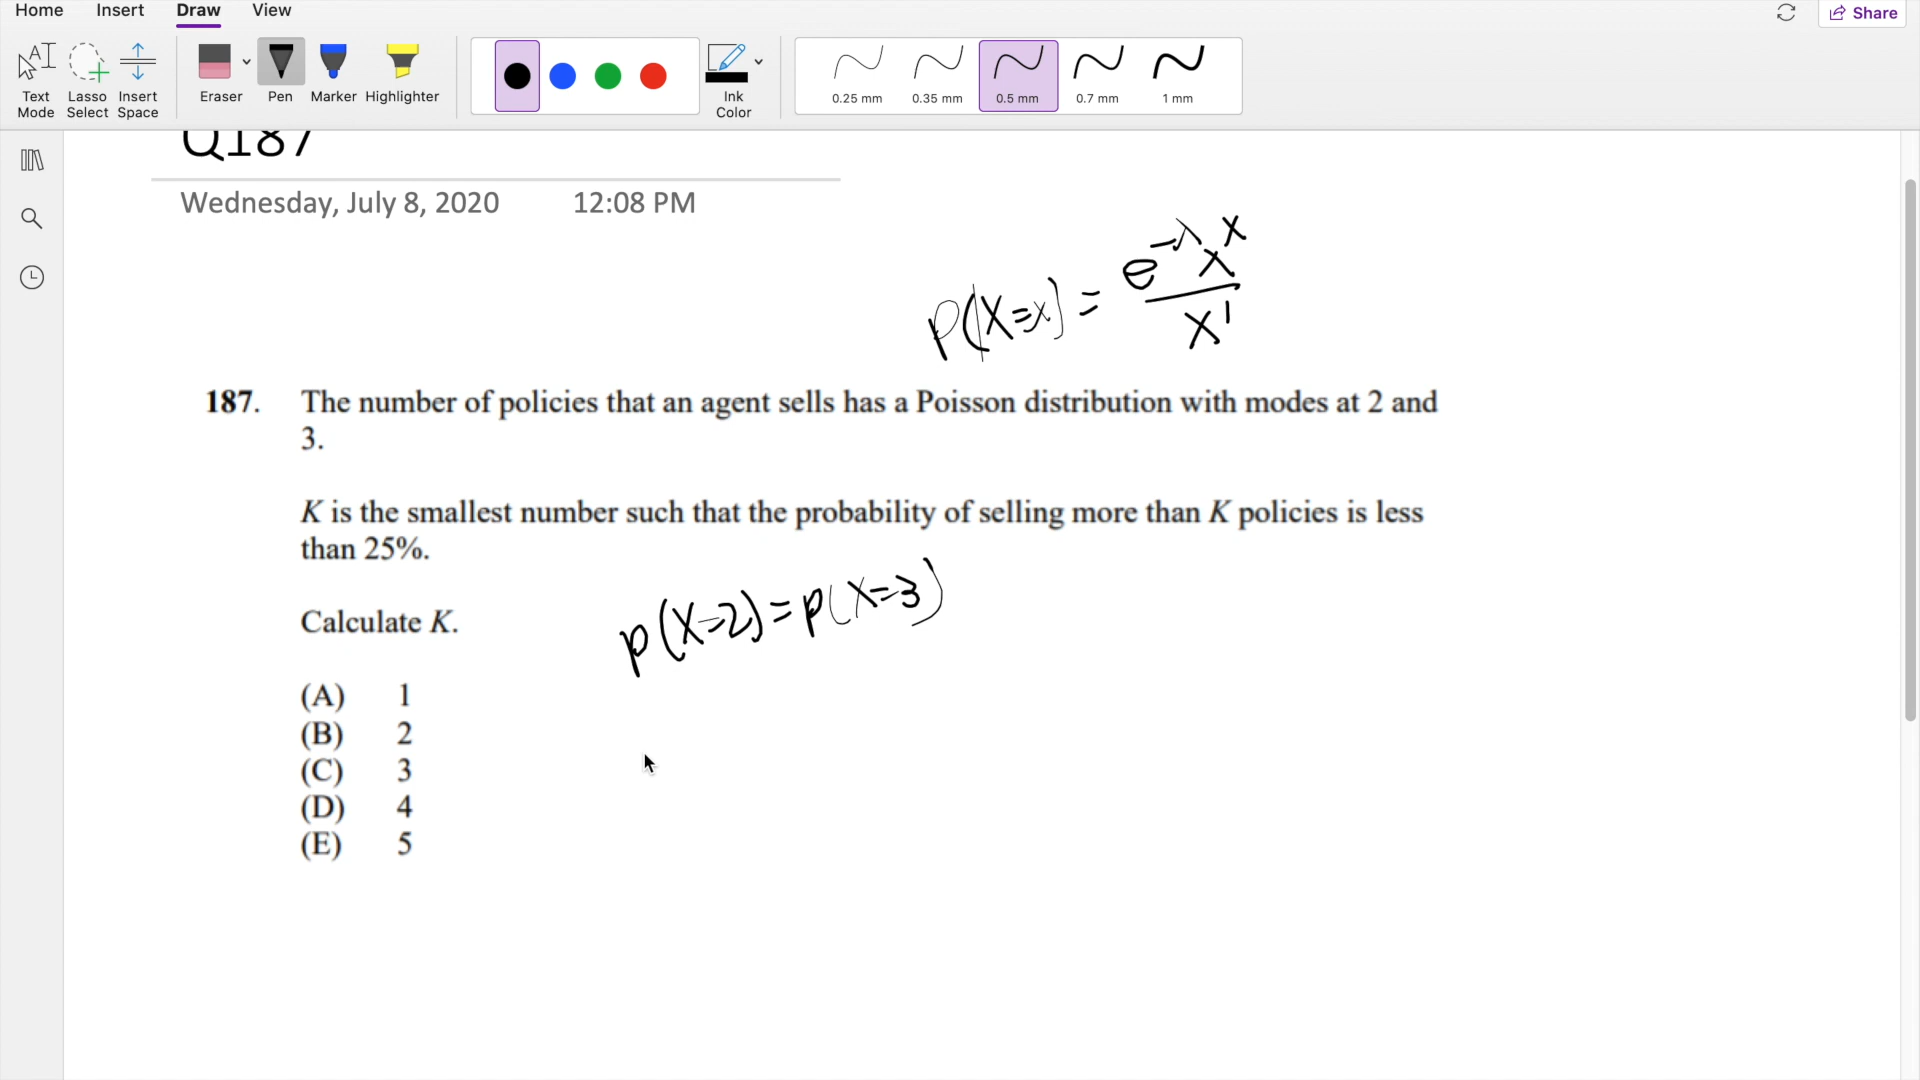 Home Insert Draw View
Share
Text Mode
Lasso Select
Insert Space
Eraser
Pen
Marker
Highlighter
Ink Color
0.25 mm
0.35 mm
0.5 mm
0.7 mm
1 mm
Q187
Wednesday, July 8, 2020 12:08 PM
P(X=x) = e^-λ x^x / x!
187. The number of policies that an agent sells has a Poisson distribution with modes at 2 and
3.
K is the smallest number such that the probability of selling more than K policies is less
than 25%.
p(X=2)=p(X=3)
Calculate K.
(A) 1
(B) 2
(C) 3
(D) 4
(E) 5